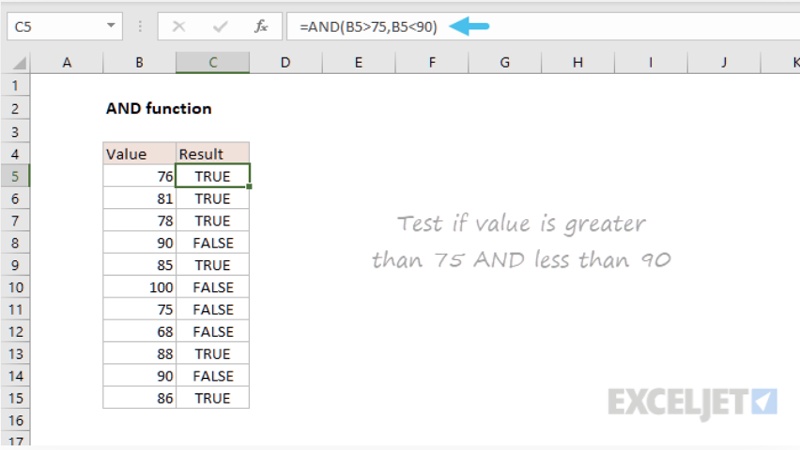 C5 fx =AND(B5>75,B5<90)
A B C D E F G H I J K
1
2 AND function
3
4 Value Result
5 76 TRUE
6 81 TRUE
7 78 TRUE
8 90 FALSE
9 85 TRUE
10 100 FALSE
11 75 FALSE
12 68 FALSE
13 88 TRUE
14 90 FALSE
15 86 TRUE
16
17
Test if value is greater
than 75 AND less than 90
EXCELJET